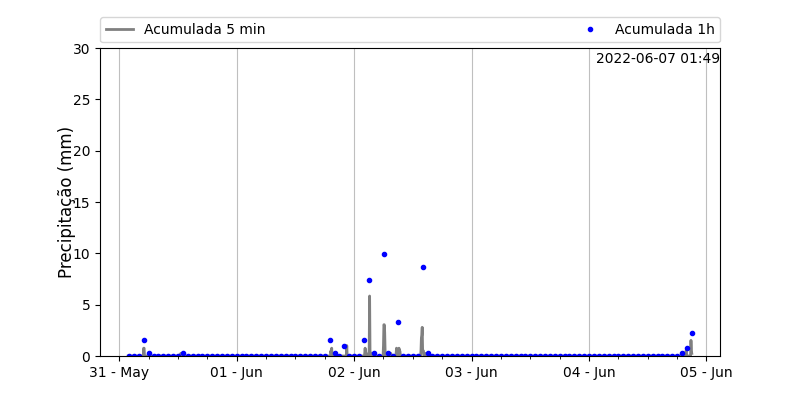 Acumulada 5 min
Acumulada 1h
2022-06-07 01:49
Precipitação (mm)
30
25
20
15
10
5
0
31 - May
01 - Jun
02 - Jun
03 - Jun
04 - Jun
05 - Jun